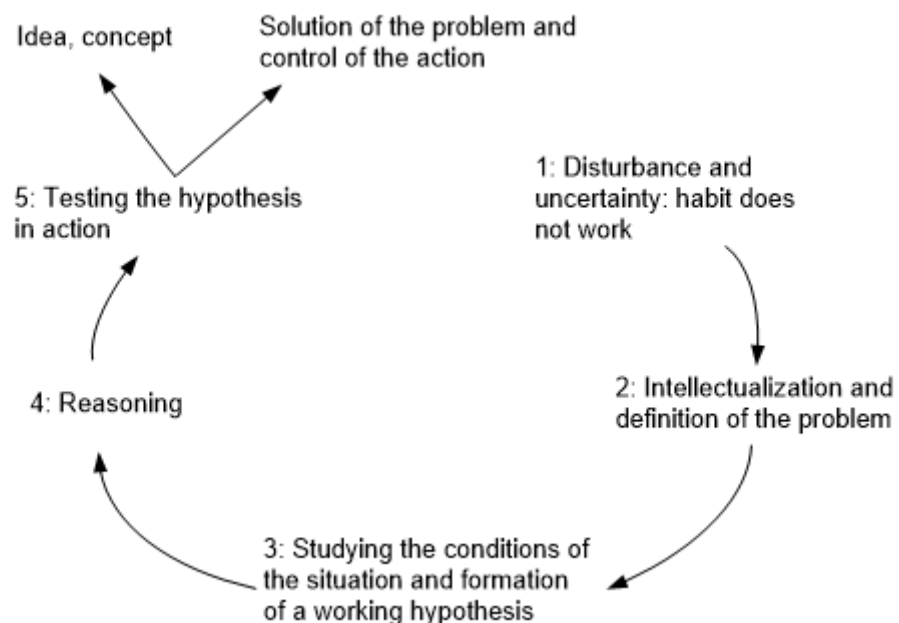 Idea, concept
Solution of the problem and
control of the action
1: Disturbance and
uncertainty: habit does
not work
2: Intellectualization and
definition of the problem
3: Studying the conditions of
the situation and formation
of a working hypothesis
4: Reasoning
5: Testing the hypothesis
in action